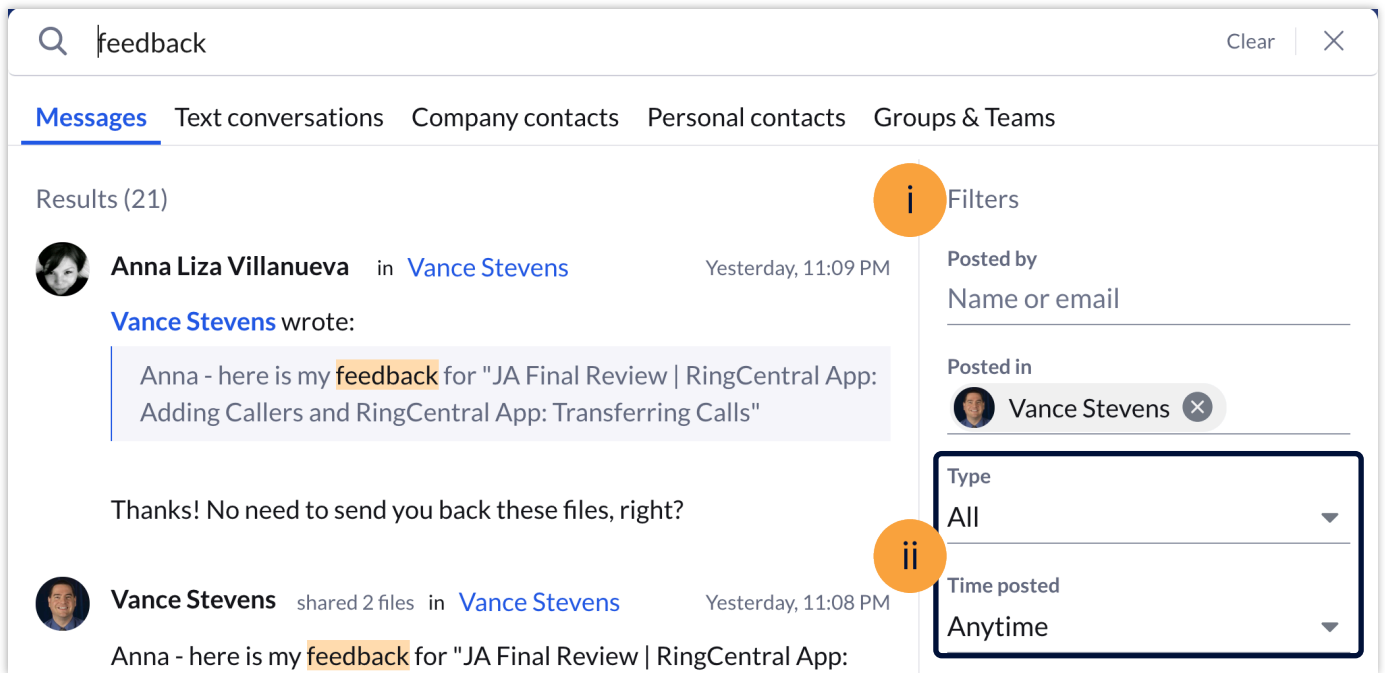 feedback
Clear
Messages Text conversations Company contacts Personal contacts Groups & Teams
Results (21)
Anna Liza Villanueva in Vance Stevens Yesterday, 11:09 PM
Vance Stevens wrote:
Anna - here is my feedback for "JA Final Review | RingCentral App:
Adding Callers and RingCentral App: Transferring Calls"
Thanks! No need to send you back these files, right?
Vance Stevens shared 2 files in Vance Stevens Yesterday, 11:08 PM
Anna - here is my feedback for "JA Final Review | RingCentral App:
i
Filters
Posted by
Name or email
Posted in
Vance Stevens
ii
Type
All
Time posted
Anytime